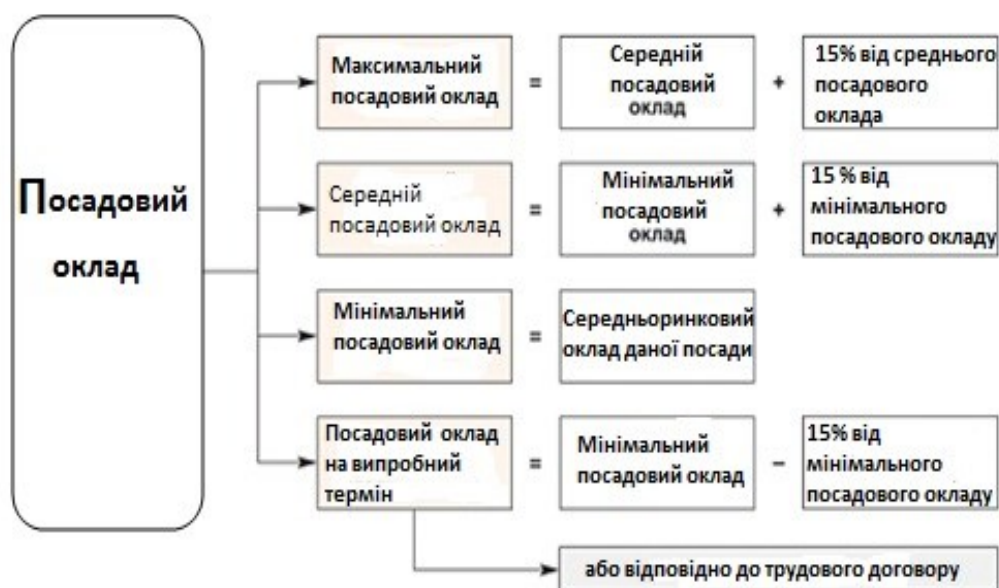 Посадовий
оклад
Максимальний
посадовий оклад
=
Середній
посадовий
оклад
+
15% від среднього
посадового
оклада
Середній
посадовий оклад
=
Мінімальний
посадовий
оклад
+
15 % від
мінімального
посадового окладу
Мінімальний
посадовий оклад
=
Середньоринковий
оклад даної посади
Посадовий оклад
на випробний
термін
=
Мінімальний
посадовий оклад
–
15% від
мінімального
посадового окладу
або відповідно до трудового договору